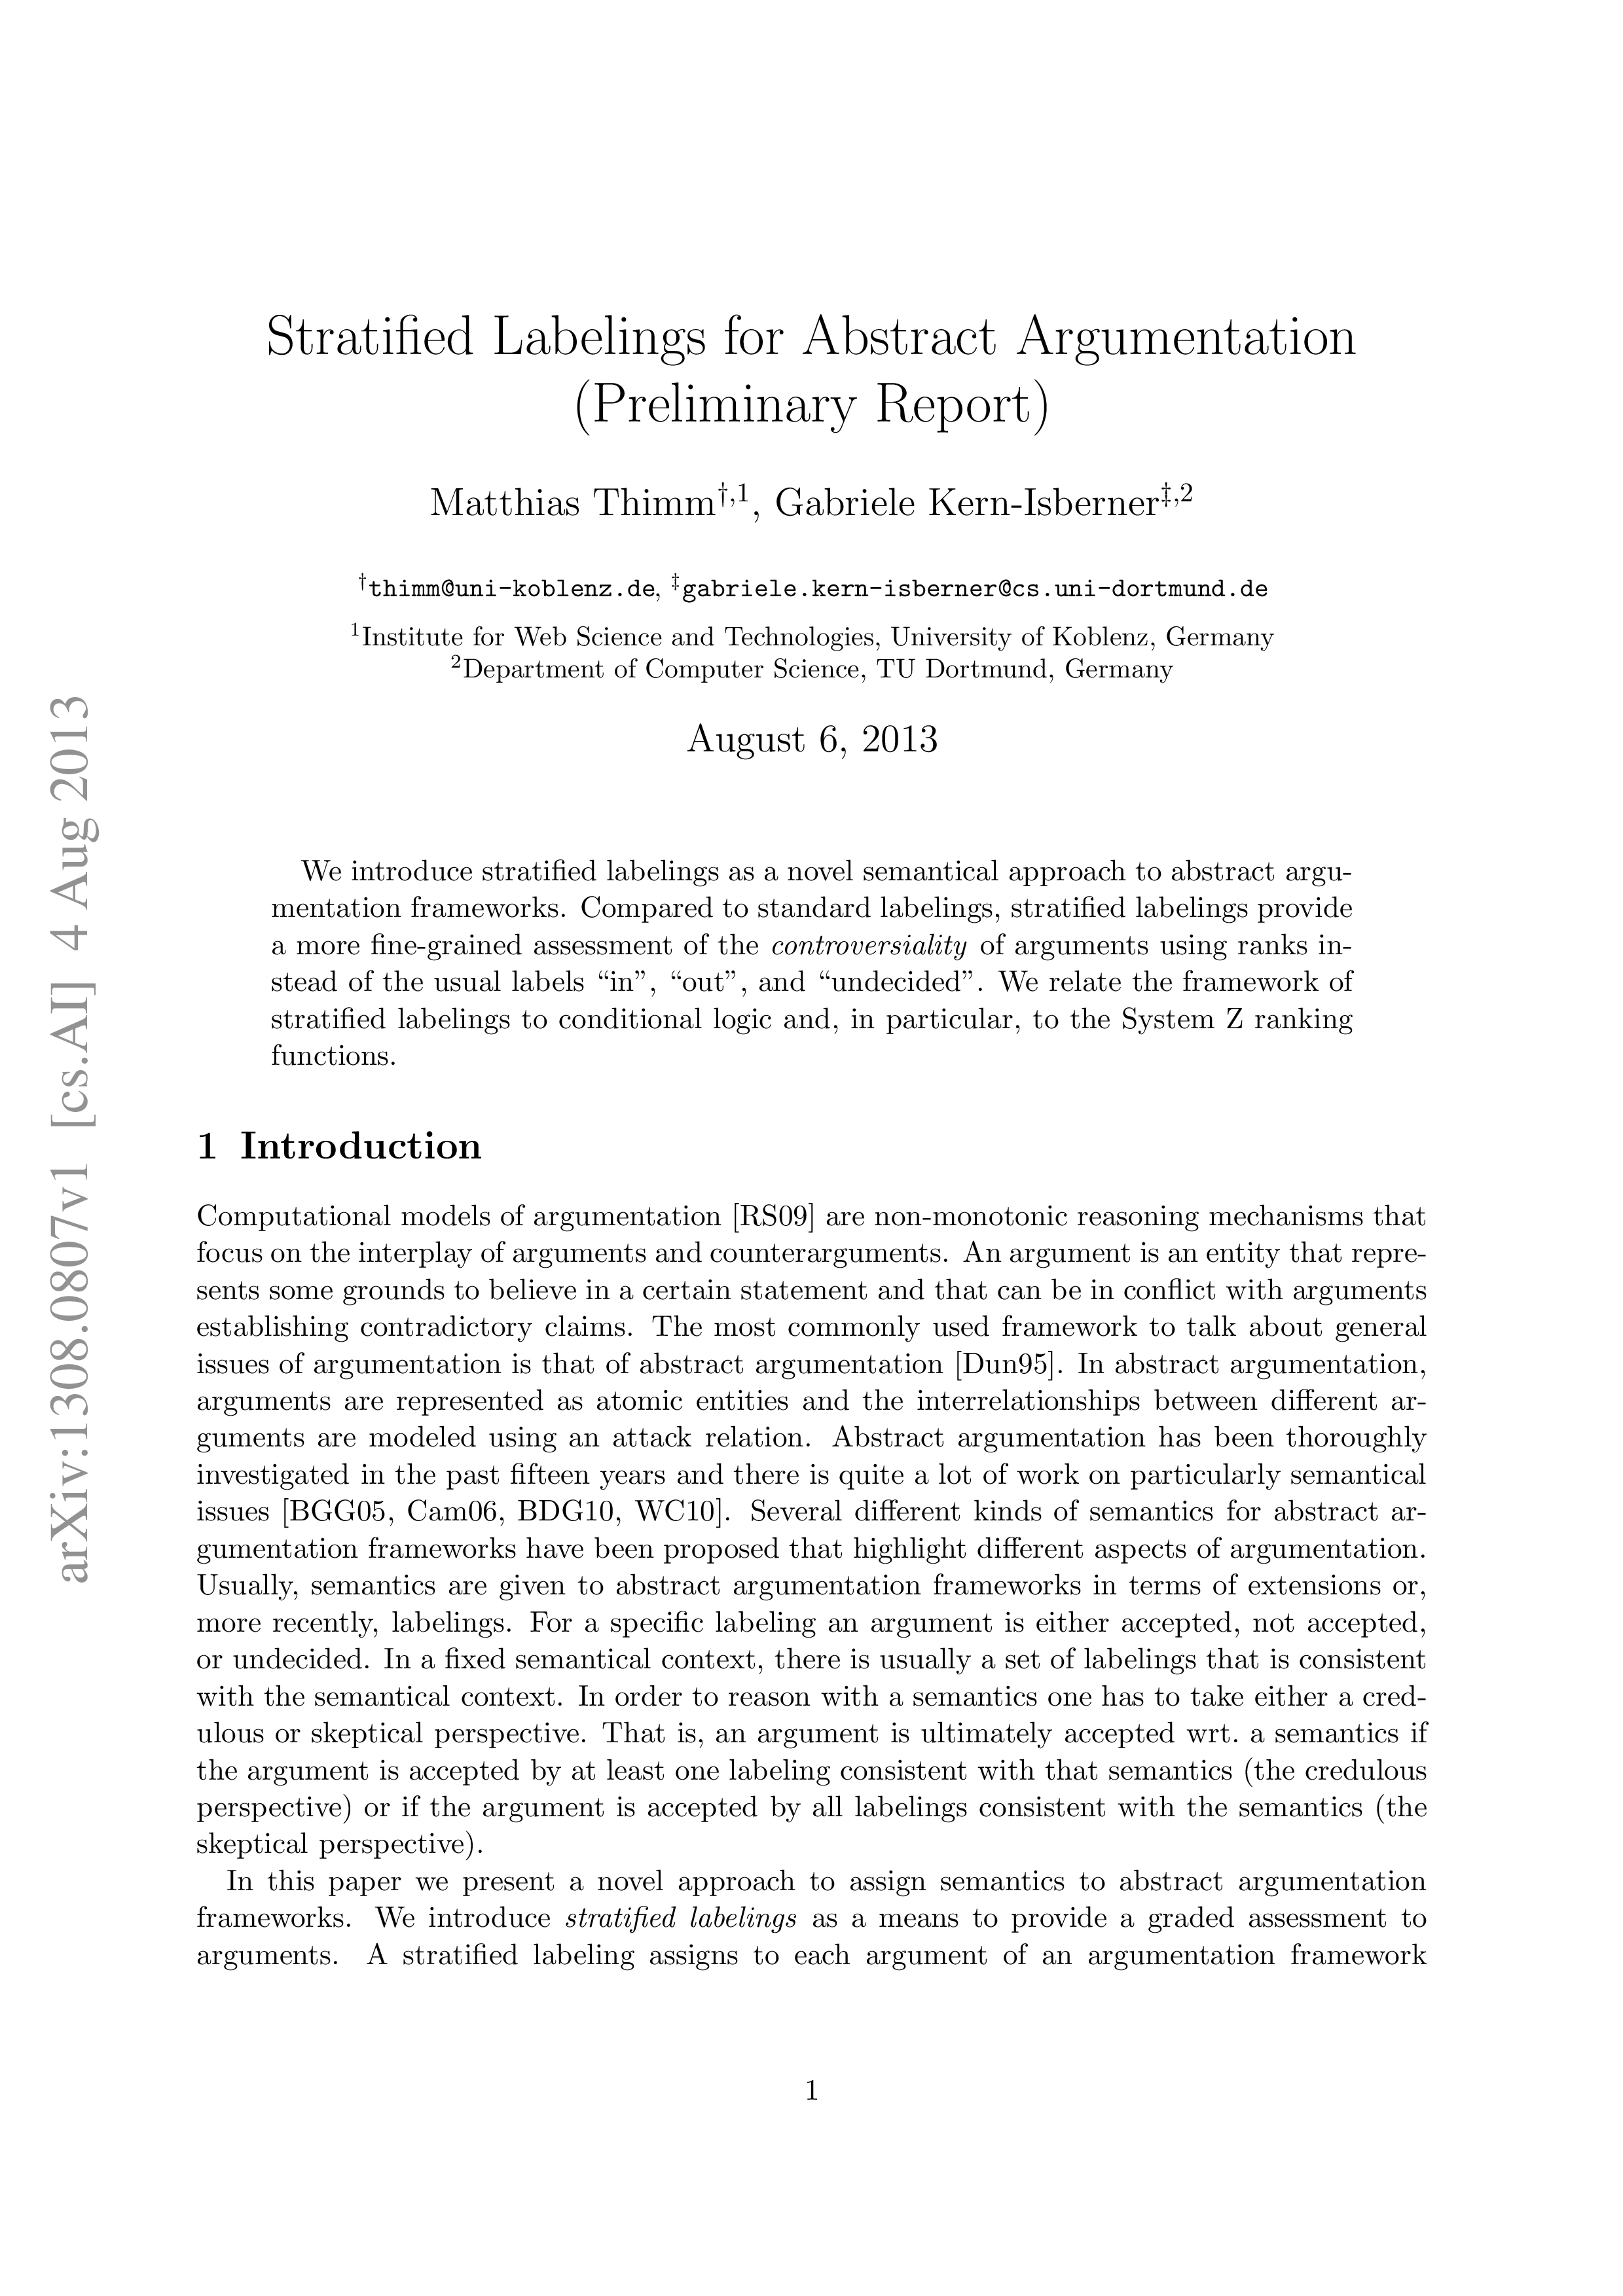 Stratified Labelings for Abstract Argumentation
(Preliminary Report)
Matthias Thimm†,1, Gabriele Kern-Isberner‡,2
†thimm@uni-koblenz.de, ‡gabriele.kern-isberner@cs.uni-dortmund.de
1Institute for Web Science and Technologies, University of Koblenz, Germany
2Department of Computer Science, TU Dortmund, Germany
August 6, 2013
arXiv:1308.0807v1 [cs.AI] 4 Aug 2013
We introduce stratified labelings as a novel semantical approach to abstract argu-
mentation frameworks. Compared to standard labelings, stratified labelings provide
a more fine-grained assessment of the controversiality of arguments using ranks in-
stead of the usual labels “in”, “out”, and “undecided”. We relate the framework of
stratified labelings to conditional logic and, in particular, to the System Z ranking
functions.
1 Introduction
Computational models of argumentation [RS09] are non-monotonic reasoning mechanisms that
focus on the interplay of arguments and counterarguments. An argument is an entity that repre-
sents some grounds to believe in a certain statement and that can be in conflict with arguments
establishing contradictory claims. The most commonly used framework to talk about general
issues of argumentation is that of abstract argumentation [Dun95]. In abstract argumentation,
arguments are represented as atomic entities and the interrelationships between different ar-
guments are modeled using an attack relation. Abstract argumentation has been thoroughly
investigated in the past fifteen years and there is quite a lot of work on particularly semantical
issues [BGG05, Cam06, BDG10, WC10]. Several different kinds of semantics for abstract ar-
gumentation frameworks have been proposed that highlight different aspects of argumentation.
Usually, semantics are given to abstract argumentation frameworks in terms of extensions or,
more recently, labelings. For a specific labeling an argument is either accepted, not accepted,
or undecided. In a fixed semantical context, there is usually a set of labelings that is consistent
with the semantical context. In order to reason with a semantics one has to take either a cred-
ulous or skeptical perspective. That is, an argument is ultimately accepted wrt. a semantics if
the argument is accepted by at least one labeling consistent with that semantics (the credulous
perspective) or if the argument is accepted by all labelings consistent with the semantics (the
skeptical perspective).
In this paper we present a novel approach to assign semantics to abstract argumentation
frameworks. We introduce stratified labelings as a means to provide a graded assessment to
arguments. A stratified labeling assigns to each argument of an argumentation framework
1